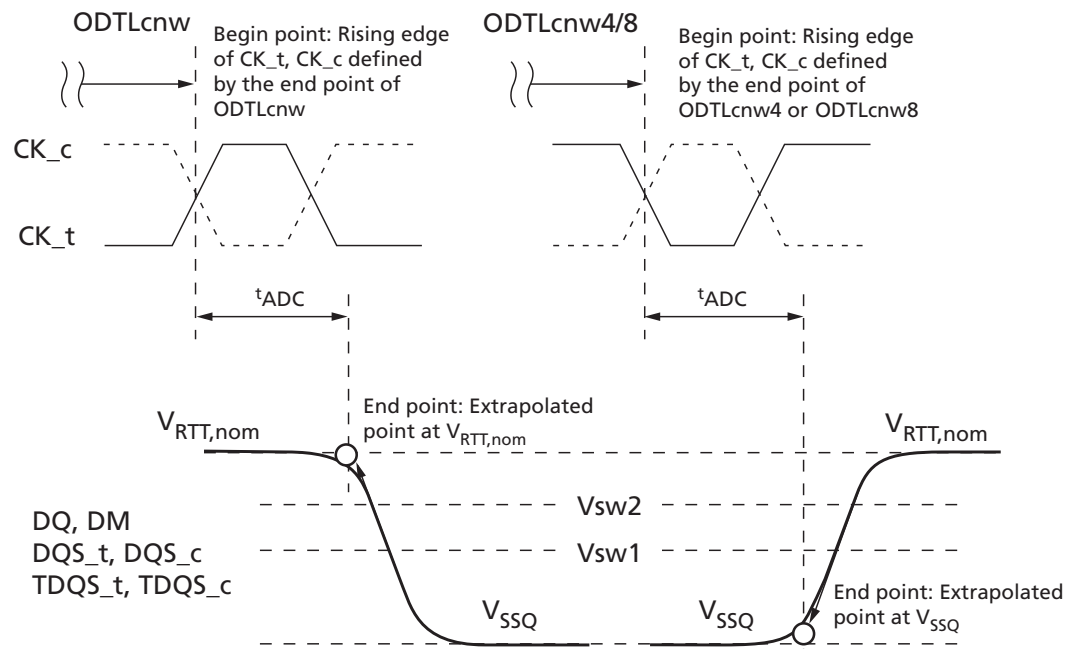 ODTLcnw
Begin point: Rising edge
of CK_t, CK_c defined
by the end point of
ODTLcnw
ODTLcnw4/8
Begin point: Rising edge
of CK_t, CK_c defined
by the end point of
ODTLcnw4 or ODTLcnw8
CK_c
CK_t
tADC
tADC
VRTT,nom
End point: Extrapolated
point at VRTT,nom
VRTT,nom
Vsw2
Vsw1
DQ, DM
DQS_t, DQS_c
TDQS_t, TDQS_c
VSSQ
VSSQ
End point: Extrapolated
point at VSSQ